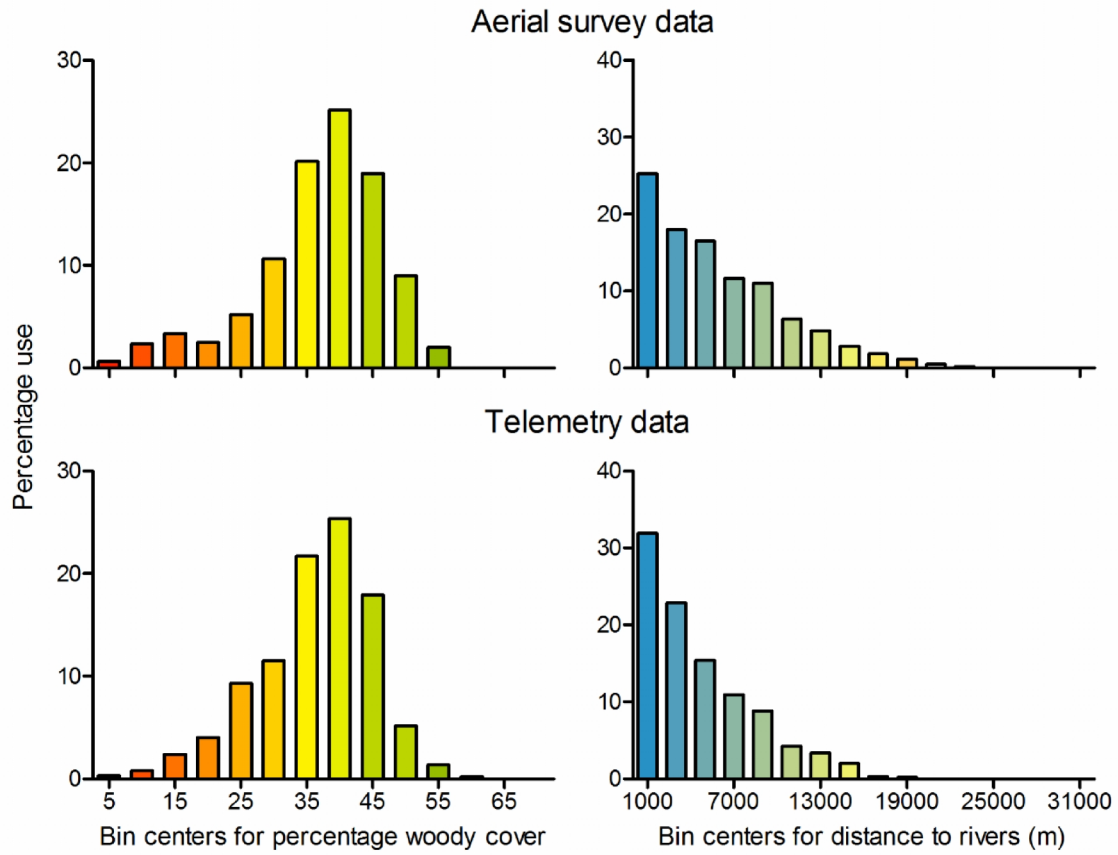 Aerial survey data
30
20
10
0
40
30
20
10
0
Percentage use
Telemetry data
30
20
10
0
5 15 25 35 45 55 65
Bin centers for percentage woody cover
40
30
20
10
0
1000 7000 13000 19000 25000 31000
Bin centers for distance to rivers (m)